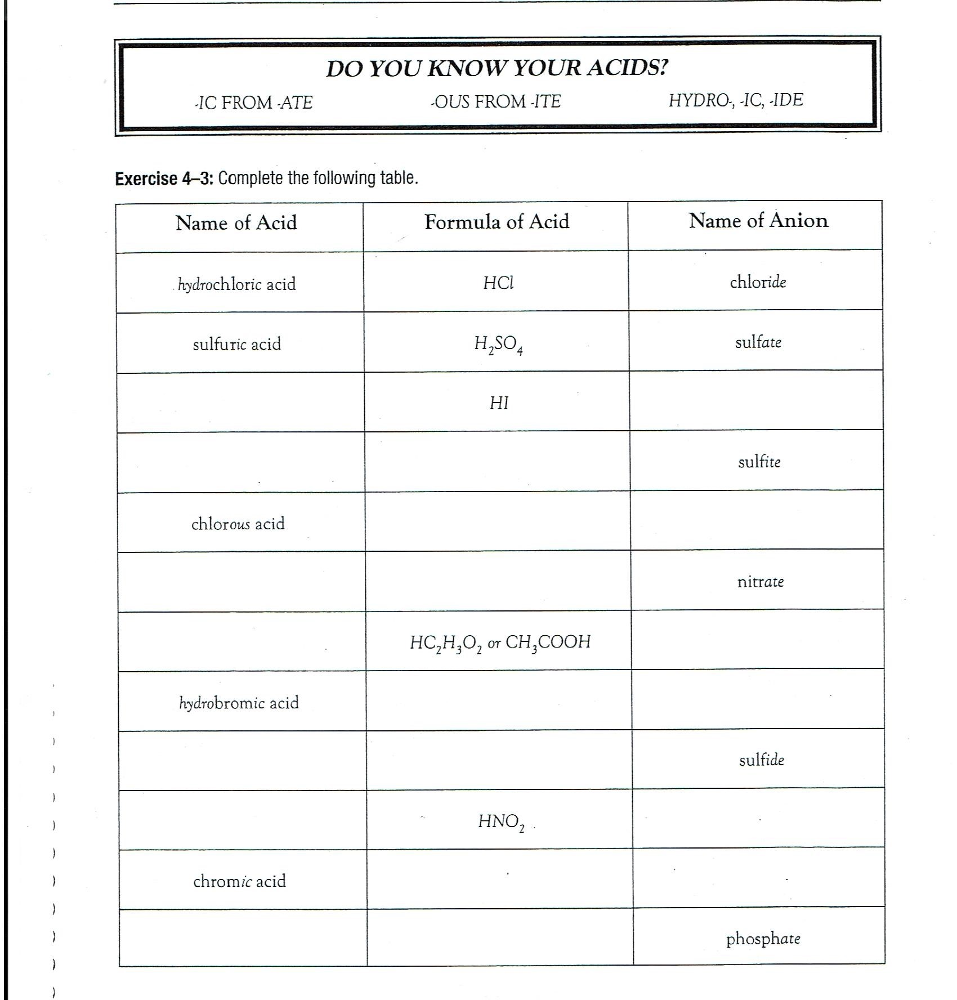 DO YOU KNOW YOUR ACIDS?
-IC FROM -ATE -OUS FROM -ITE HYDRO-, -IC, -IDE
Exercise 4–3: Complete the following table.
Name of Acid Formula of Acid Name of Anion
hydrochloric acid HCl chloride
sulfuric acid H₂SO₄ sulfate
HI
sulfite
chlorous acid
nitrate
HC₂H₃O₂ or CH₃COOH
hydrobromic acid
sulfide
HNO₂
chromic acid
phosphate